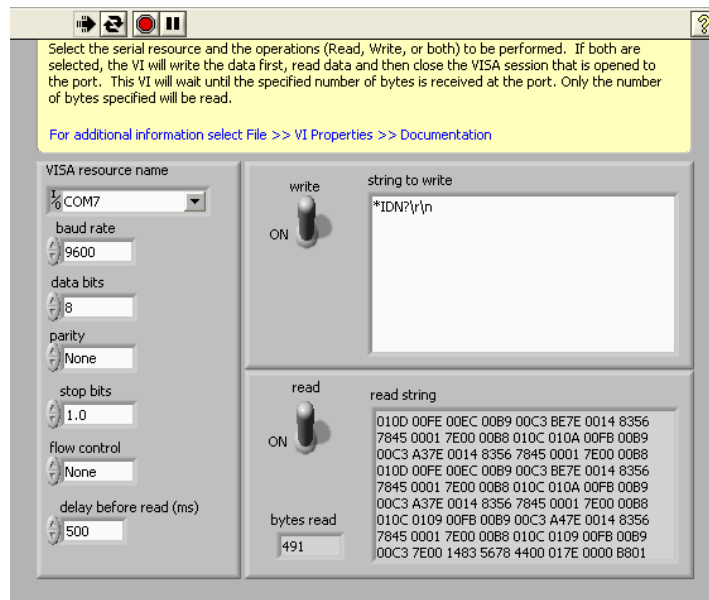 Select the serial resource and the operations (Read, Write, or both) to be performed.  If both are
selected, the VI will write the data first, read data and then close the VISA session that is opened to
the port.  This VI will wait until the specified number of bytes is received at the port. Only the number
of bytes specified will be read.
For additional information select File >> VI Properties >> Documentation
VISA resource name
COM7
baud rate
9600
data bits
8
parity
None
stop bits
1.0
flow control
None
delay before read (ms)
500
write
ON
string to write
*IDN?\r\n
read
ON
bytes read
491
read string
010D 00FE 00EC 00B9 00C3 BE7E 0014 8356
7845 0001 7E00 00B8 010C 010A 00FB 00B9
00C3 A37E 0014 8356 7845 0001 7E00 00B8
010D 00FE 00EC 00B9 00C3 BE7E 0014 8356
7845 0001 7E00 00B8 010C 010A 00FB 00B9
00C3 A37E 0014 8356 7845 0001 7E00 00B8
010C 0109 00FB 00B9 00C3 A47E 0014 8356
7845 0001 7E00 00B8 010C 0109 00FB 00B9
00C3 7E00 1483 5678 4400 017E 0000 B801